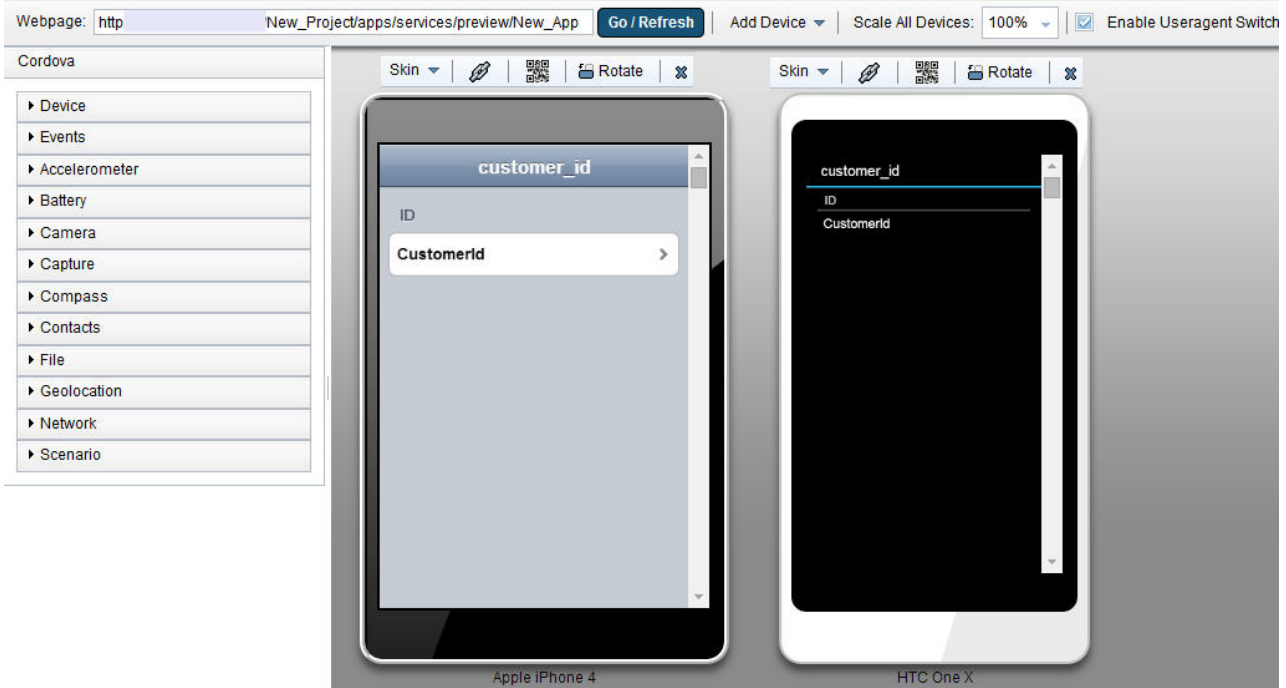 Webpage: http /New_Project/apps/services/preview/New_App Go / Refresh Add Device Scale All Devices: 100% Enable Useragent Switch
Cordova
Device
Events
Accelerometer
Battery
Camera
Capture
Compass
Contacts
File
Geolocation
Network
Scenario
Skin Rotate
customer_id
ID
CustomerId
Apple iPhone 4
Skin Rotate
customer_id
ID
CustomerId
HTC One X